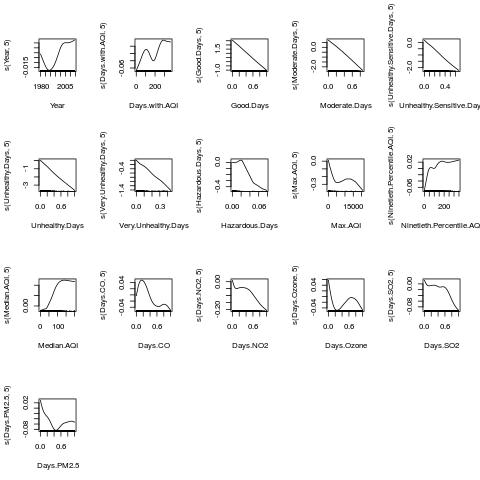 s(Year, 5)
-0.015
1980 2005
Year
s(Days.with.AQI, 5)
-0.06
0 200
Days.with.AQI
s(Good.Days, 5)
-1.0 1.5
0.0 0.6
Good.Days
s(Moderate.Days, 5)
-2.0 0.0
0.0 0.6
Moderate.Days
s(Unhealthy.Sensitive.Days, 5)
-2.0 0.0
0.0 0.4
Unhealthy.Sensitive.Day
s(Unhealthy.Days, 5)
-3 -1
0.0 0.6
Unhealthy.Days
s(Very.Unhealthy.Days, 5)
-1.4 -0.4
0.0 0.3
Very.Unhealthy.Days
s(Hazardous.Days, 5)
-0.3 0.0
0.00 0.06
Hazardous.Days
s(Max.AQI, 5)
-0.3 0.0
0 15000
Max.AQI
s(Ninetieth.Percentile.AQI, 5)
-0.06 0.02
0 200
Ninetieth.Percentile.AQ
s(Median.AQI, 5)
0.00
0 100
Median.AQI
s(Days.CO, 5)
-0.04 0.04
0.0 0.6
Days.CO
s(Days.NO2, 5)
-0.20 0.00
0.0 0.6
Days.NO2
s(Days.Ozone, 5)
-0.04 0.04
0.0 0.6
Days.Ozone
s(Days.SO2, 5)
-0.20 0.00
0.0 0.6
Days.SO2
s(Days.PM2.5, 5)
-0.08 0.02
0.0 0.6
Days.PM2.5